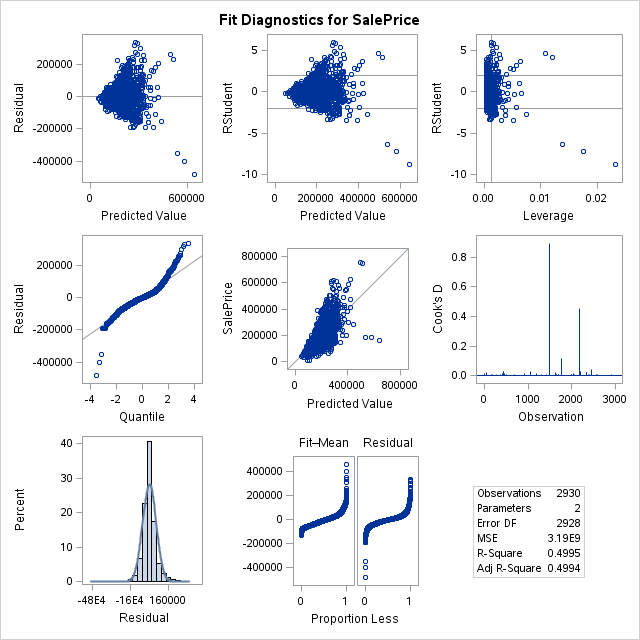 Fit Diagnostics for SalePrice
Residual
200000
0
-200000
-400000
0
600000
Predicted Value
RStudent
5
0
-5
-10
0
200000
400000
600000
Predicted Value
RStudent
5
0
-5
-10
0.00
0.01
0.02
Leverage
Residual
200000
0
-200000
-400000
-4
-2
0
2
4
Quantile
SalePrice
800000
600000
400000
200000
0
0
400000
800000
Predicted Value
Cook's D
0.8
0.6
0.4
0.2
0.0
0
1000
2000
3000
Observation
Percent
40
30
20
10
0
-48E4
-16E4
160000
Residual
Fit–Mean
Residual
400000
200000
0
-200000
-400000
0
1
0
1
Proportion Less
Observations 2930
Parameters 2
Error DF 2928
MSE 3.19E9
R-Square 0.4995
Adj R-Square 0.4994